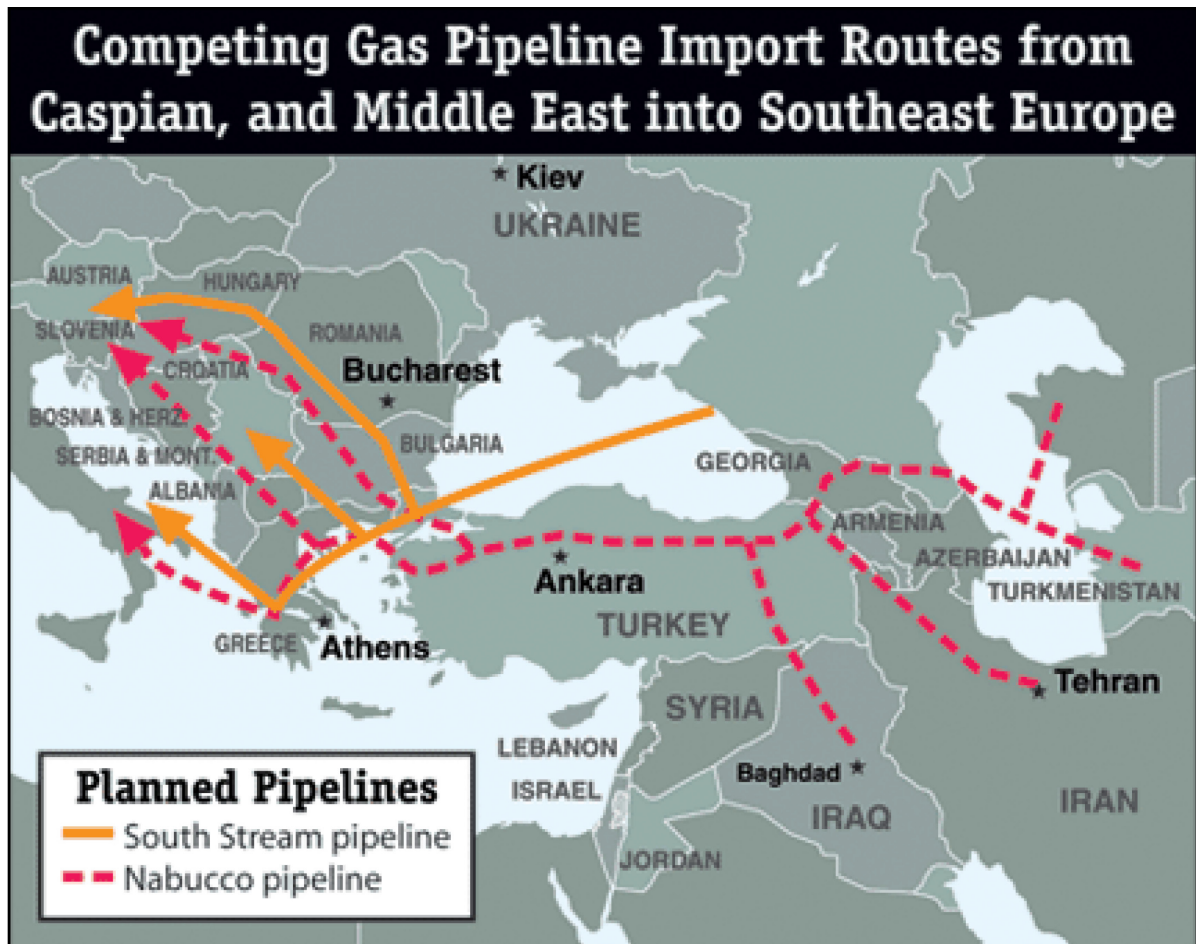 Competing Gas Pipeline Import Routes from
Caspian, and Middle East into Southeast Europe
Kiev
UKRAINE
AUSTRIA
HUNGARY
SLOVENIA
ROMANIA
CROATIA
Bucharest
BOSNIA & HERZ.
BULGARIA
SERBIA & MONT.
GEORGIA
ALBANIA
ARMENIA
AZERBAIJAN
Ankara
TURKMENISTAN
TURKEY
GREECE
Athens
Tehran
SYRIA
LEBANON
Baghdad
ISRAEL
IRAN
IRAQ
JORDAN
Planned Pipelines
South Stream pipeline
Nabucco pipeline